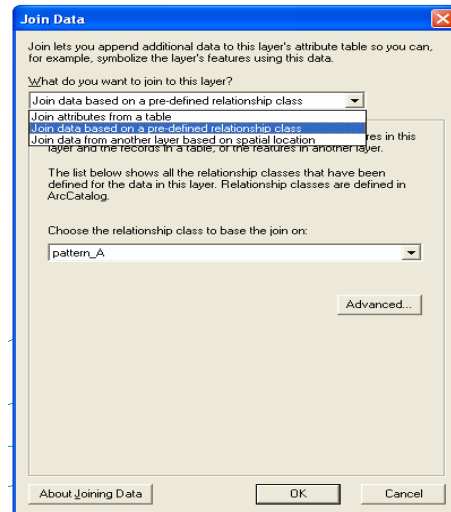 Join Data
Join lets you append additional data to this layer's attribute table so you can,
for example, symbolize the layer's features using this data.
What do you want to join to this layer?
Join data based on a pre-defined relationship class
Join attributes from a table
Join data based on a pre-defined relationship class
Join data from another layer based on spatial location
res in this
layer and the records in a table, or the features in another layer.
The list below shows all the relationship classes that have been
defined for the data in this layer. Relationship classes are defined in
ArcCatalog.
Choose the relationship class to base the join on:
pattern_A
Advanced...
About Joining Data
OK
Cancel